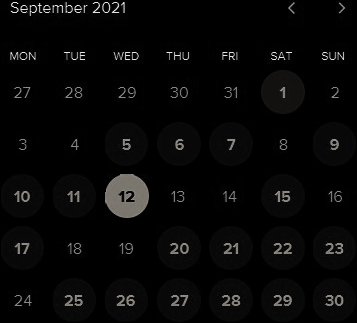 September 2021
MON TUE WED THU FRI SAT SUN
27 28 29 30 31 1 2
3 4 5 6 7 8 9
10 11 12 13 14 15 16
17 18 19 20 21 22 23
24 25 26 27 28 29 30